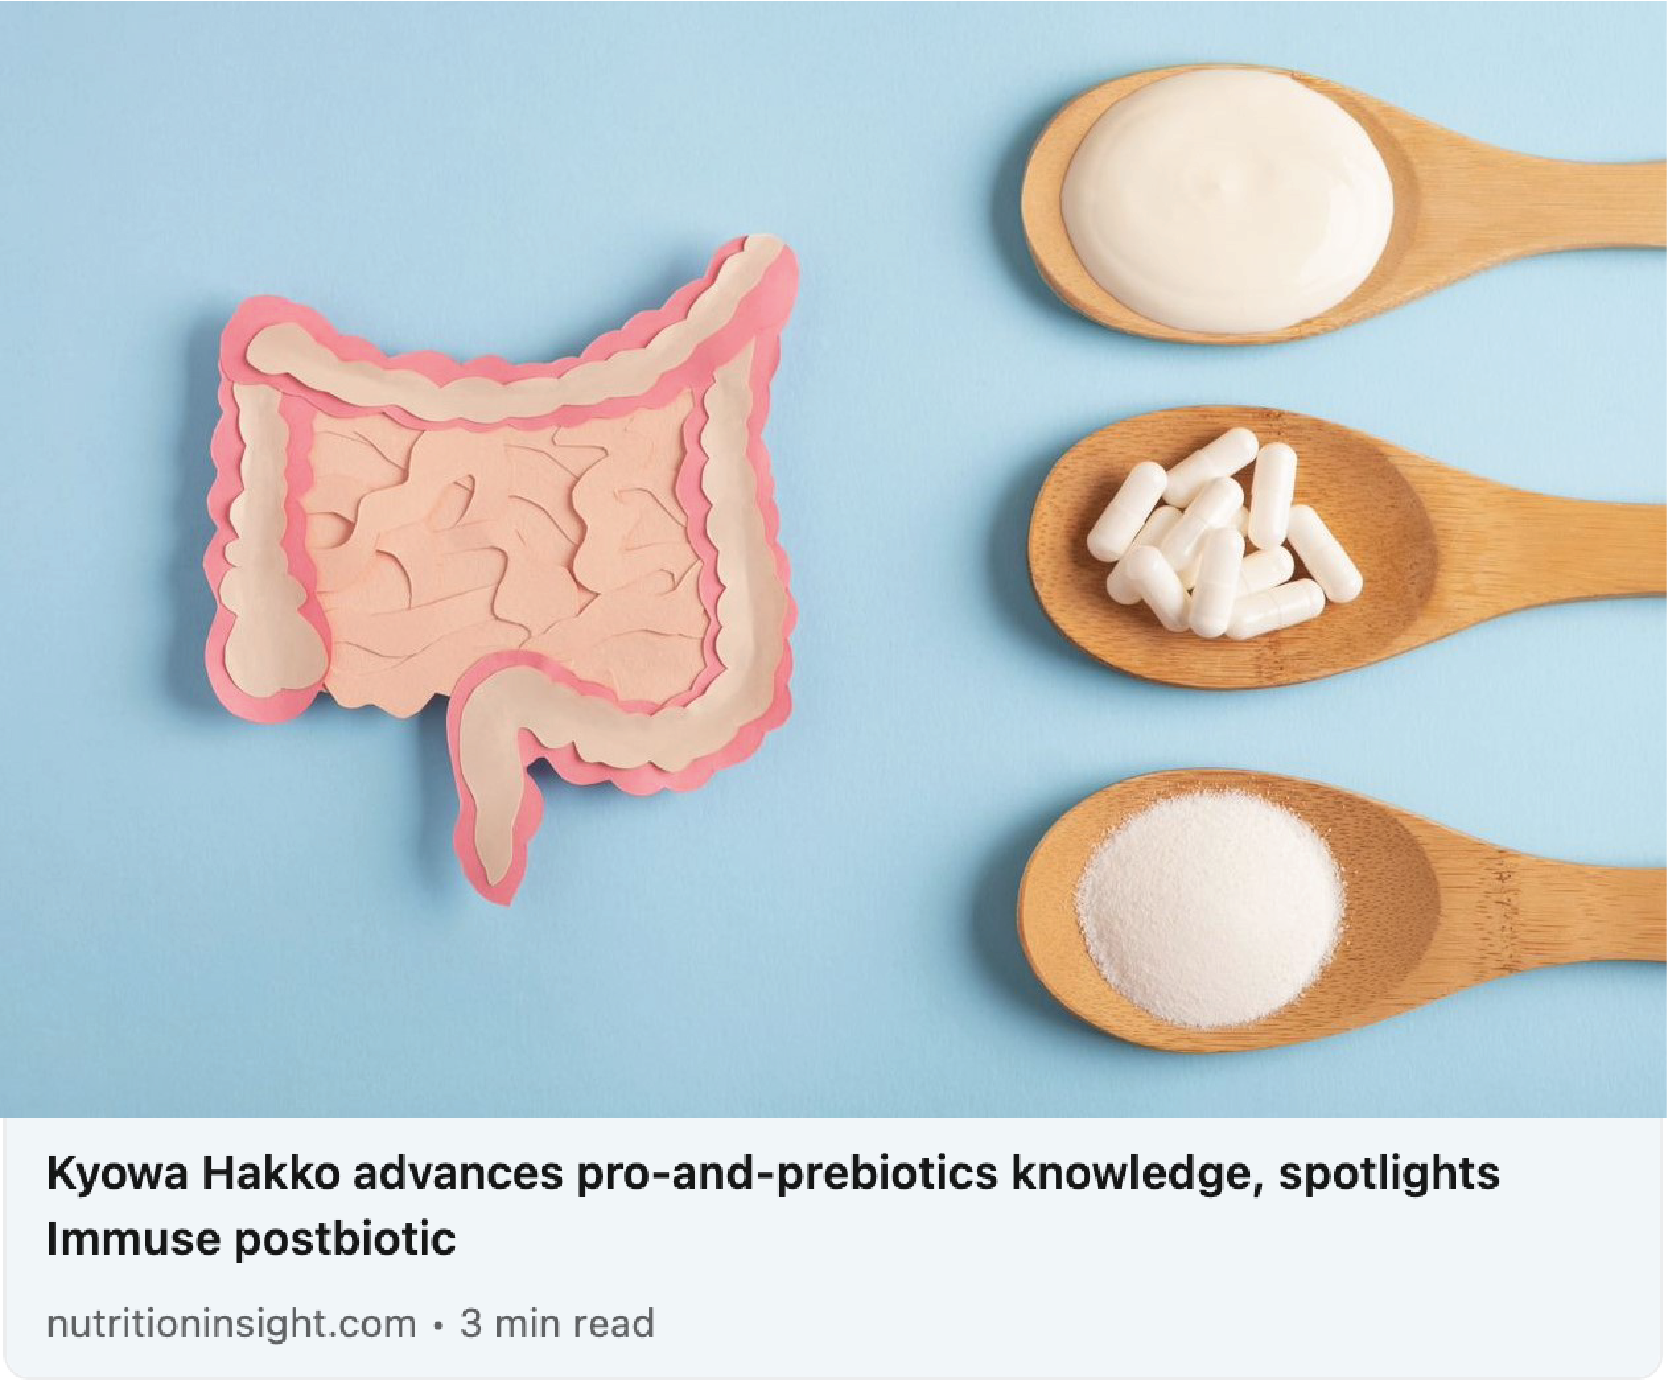 Kyowa Hakko advances pro-and-prebiotics knowledge, spotlights
Immuse postbiotic
nutritioninsight.com • 3 min read